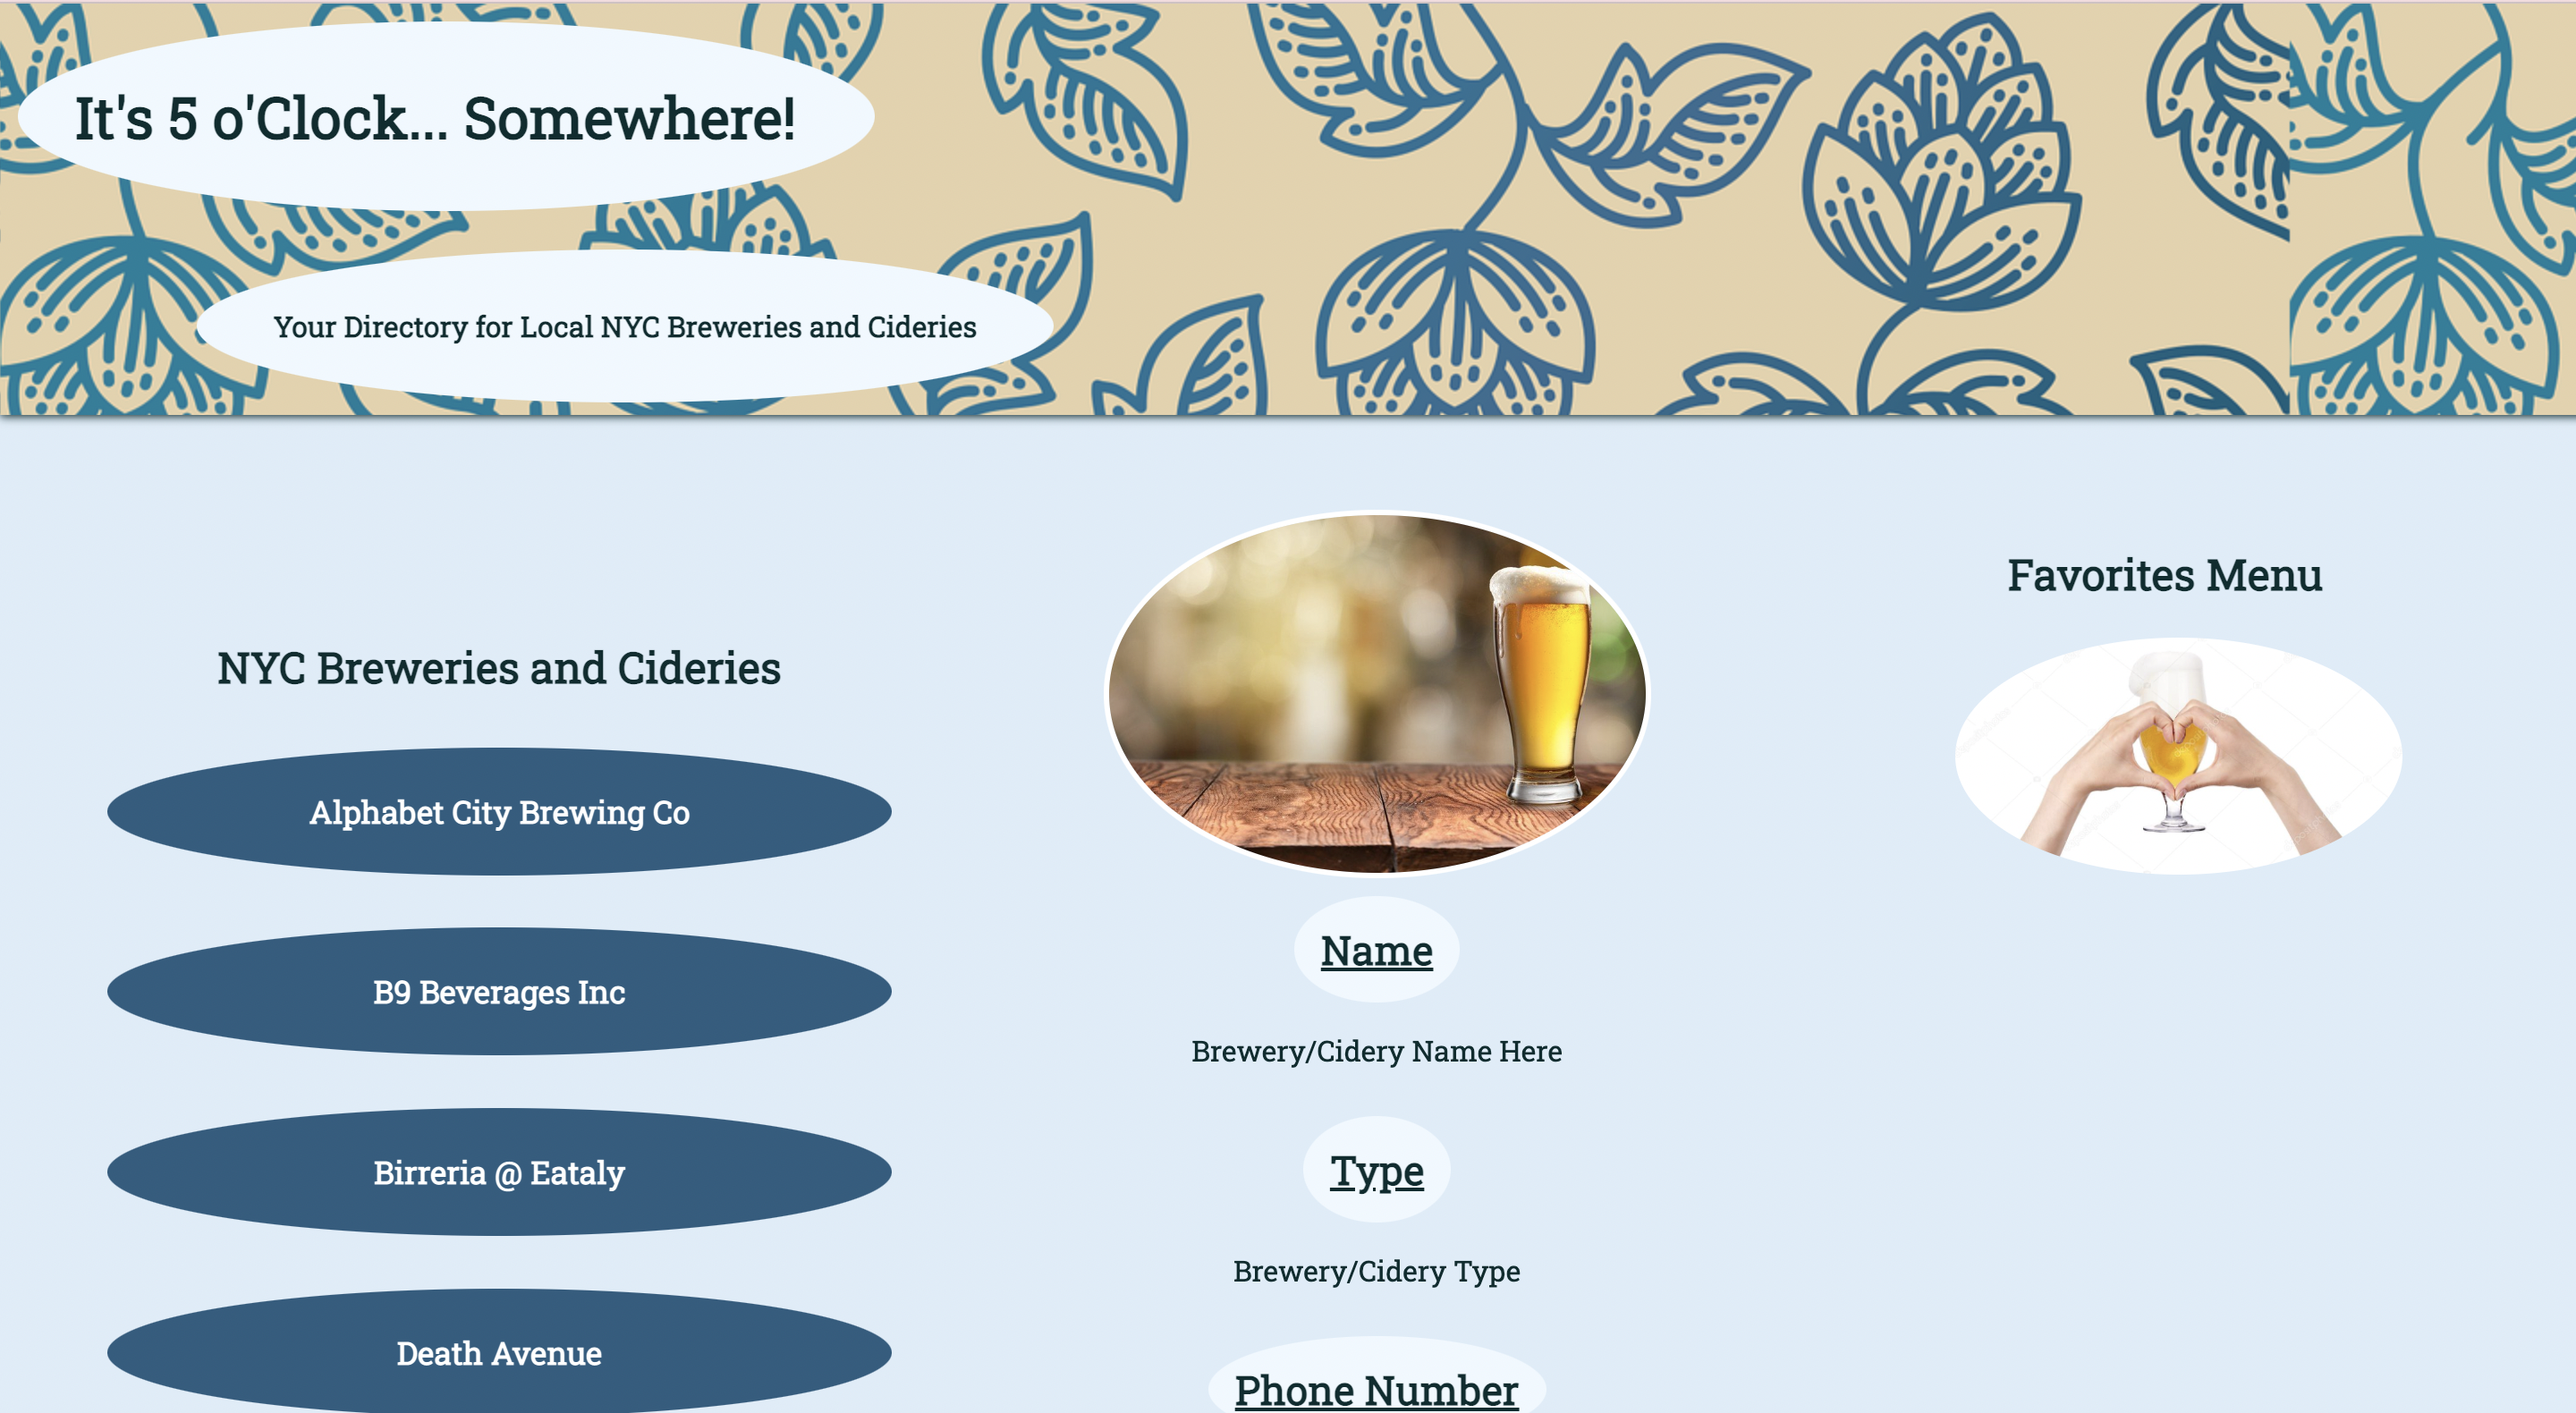 It's 5 o'Clock... Somewhere!
Your Directory for Local NYC Breweries and Cideries
NYC Breweries and Cideries
Alphabet City Brewing Co
B9 Beverages Inc
Birreria @ Eataly
Death Avenue
Name
Brewery/Cidery Name Here
Type
Brewery/Cidery Type
Phone Number
Favorites Menu